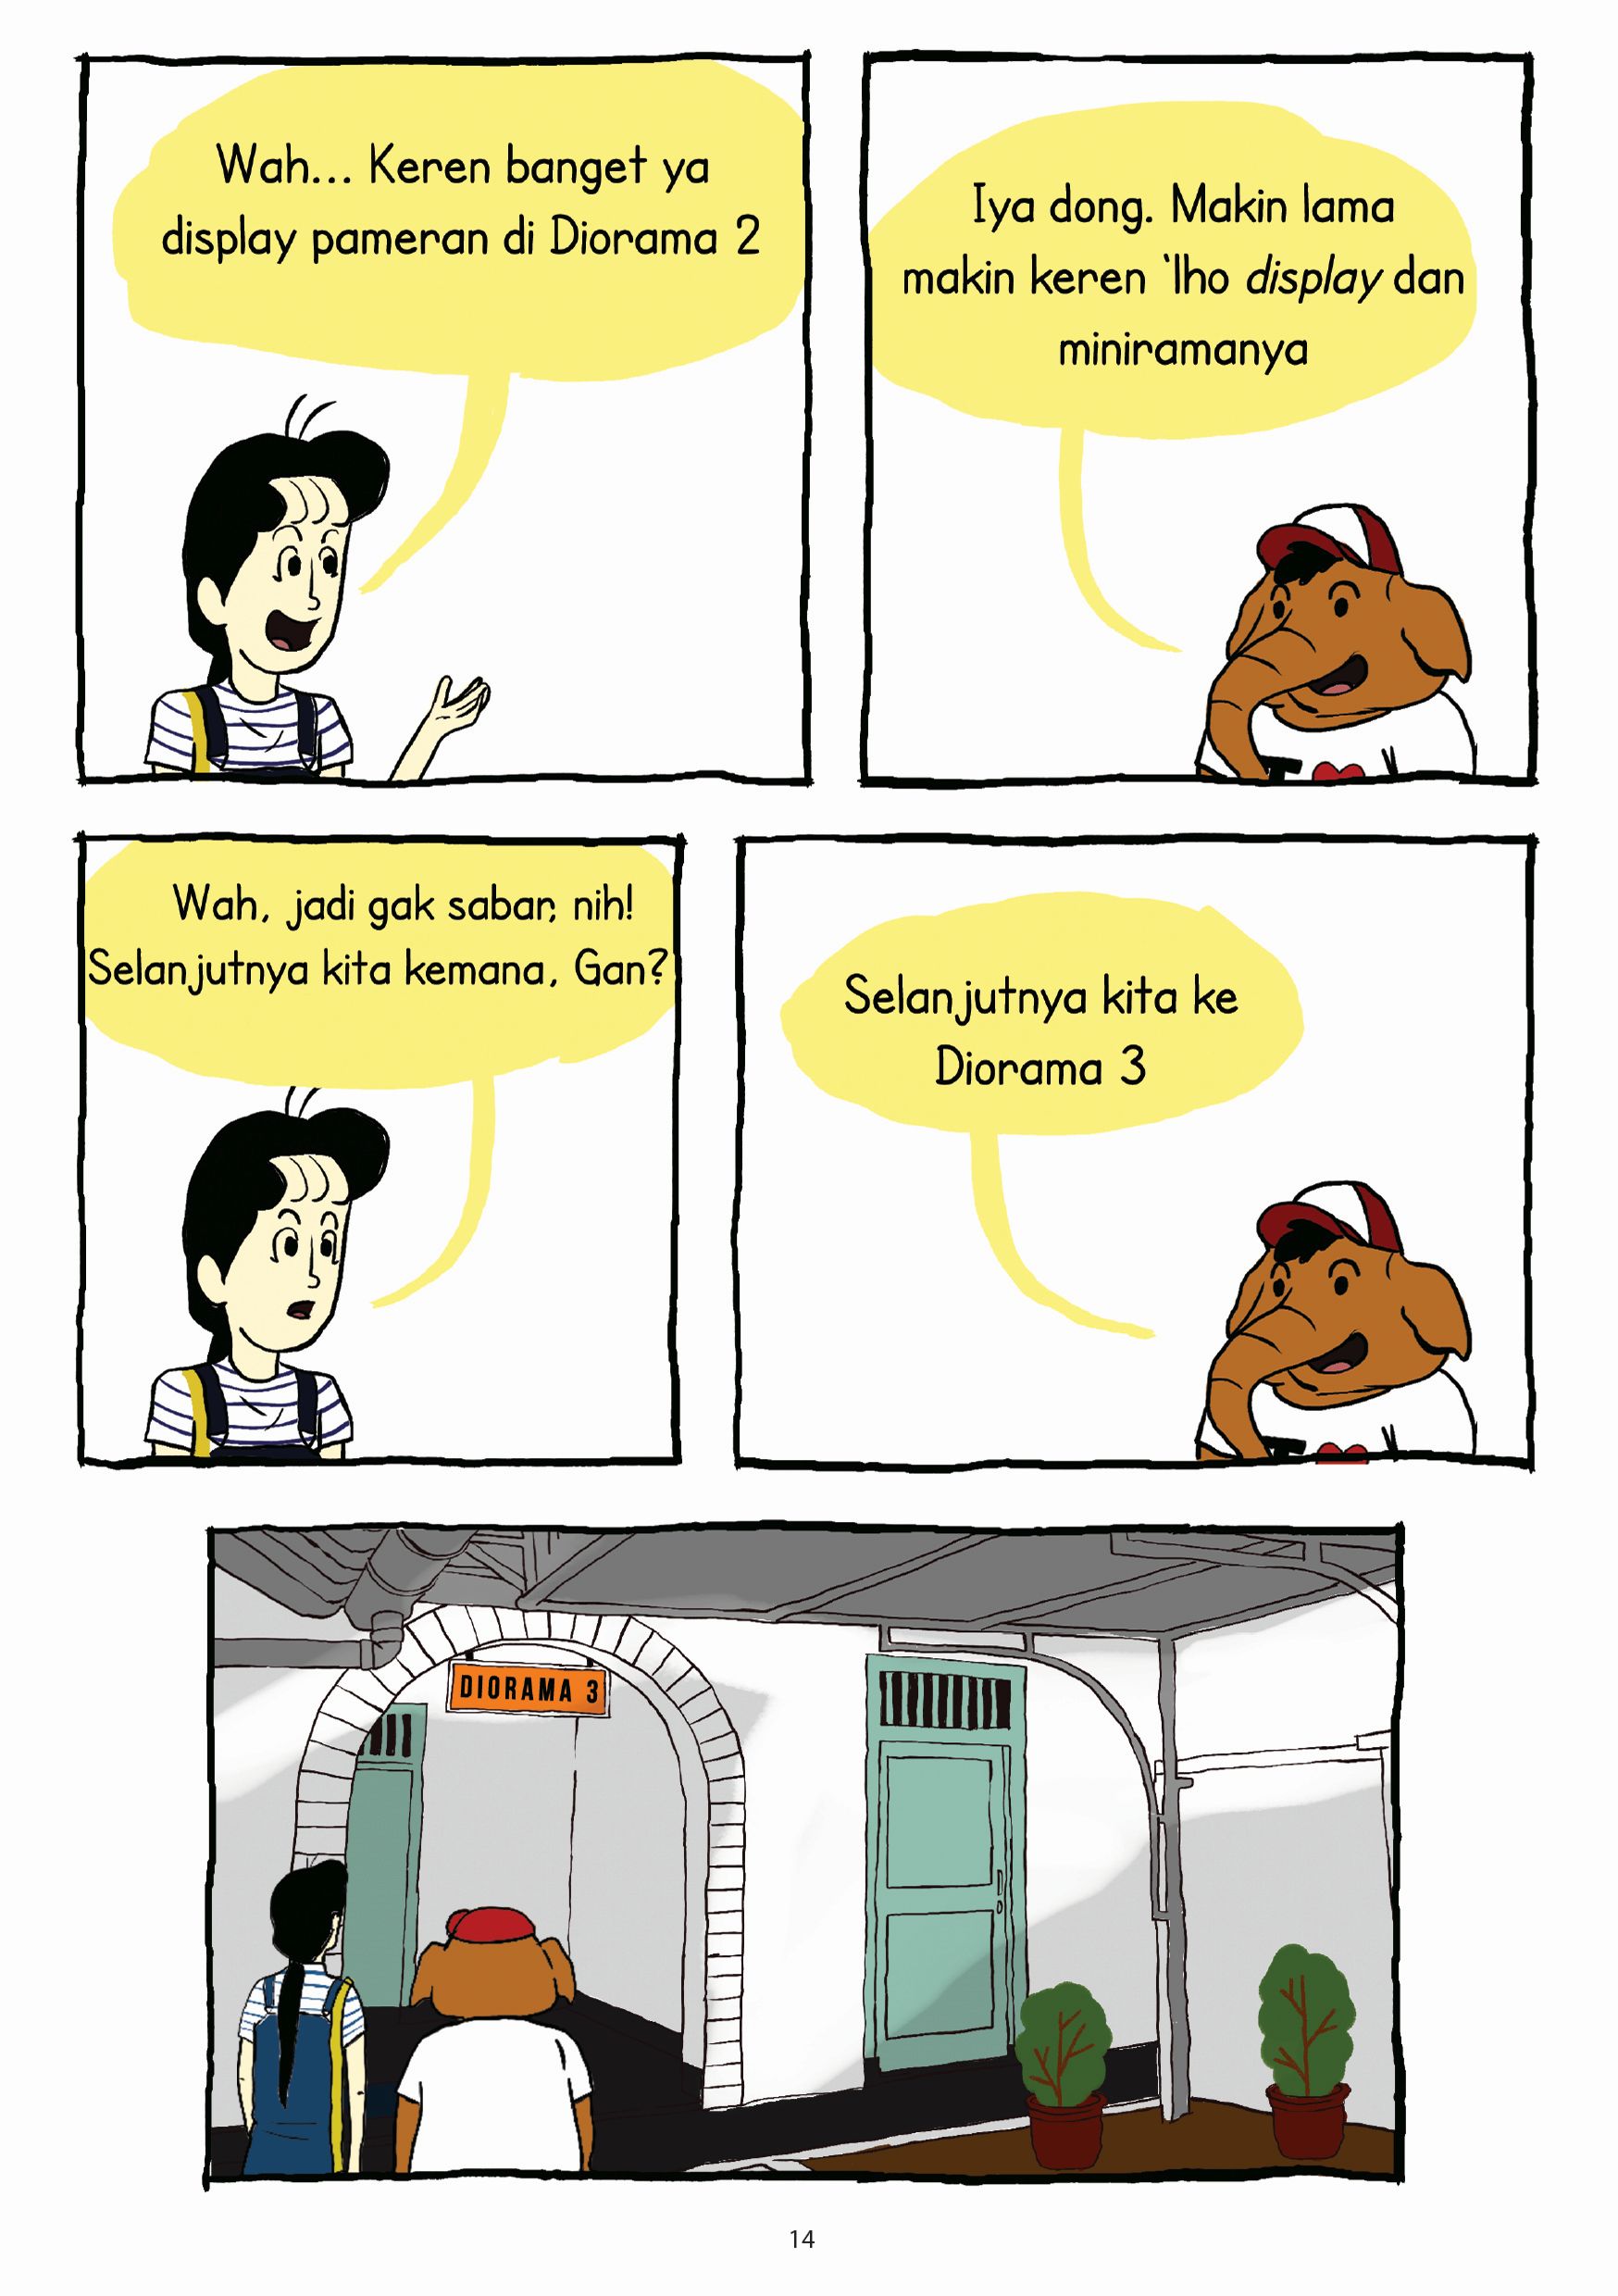 Wah... Keren banget ya
display pameran di Diorama 2
Iya dong. Makin lama
makin keren 'lho display dan
miniramanya
Wah, jadi gak sabar, nih!
Selanjutnya kita kemana, Gan?
Selanjutnya kita ke
Diorama 3
DIORAMA 3
14